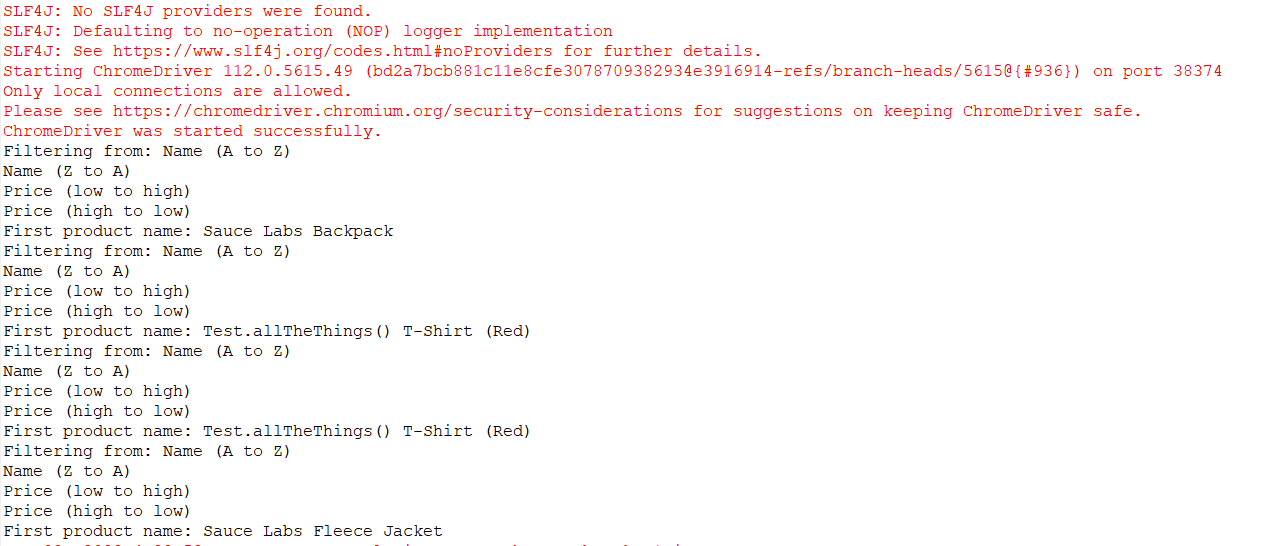 SLF4J: No SLF4J providers were found.
SLF4J: Defaulting to no-operation (NOP) logger implementation
SLF4J: See https://www.slf4j.org/codes.html#noProviders for further details.
Starting ChromeDriver 112.0.5615.49 (bd2a7bcb881c11e8cfe3078709382934e3916914-refs/branch-heads/5615@{#936}) on port 38374
Only local connections are allowed.
Please see https://chromedriver.chromium.org/security-considerations for suggestions on keeping ChromeDriver safe.
ChromeDriver was started successfully.
Filtering from: Name (A to Z)
Name (Z to A)
Price (low to high)
Price (high to low)
First product name: Sauce Labs Backpack
Filtering from: Name (A to Z)
Name (Z to A)
Price (low to high)
Price (high to low)
First product name: Test.allTheThings() T-Shirt (Red)
Filtering from: Name (A to Z)
Name (Z to A)
Price (low to high)
Price (high to low)
First product name: Test.allTheThings() T-Shirt (Red)
Filtering from: Name (A to Z)
Name (Z to A)
Price (low to high)
Price (high to low)
First product name: Sauce Labs Fleece Jacket